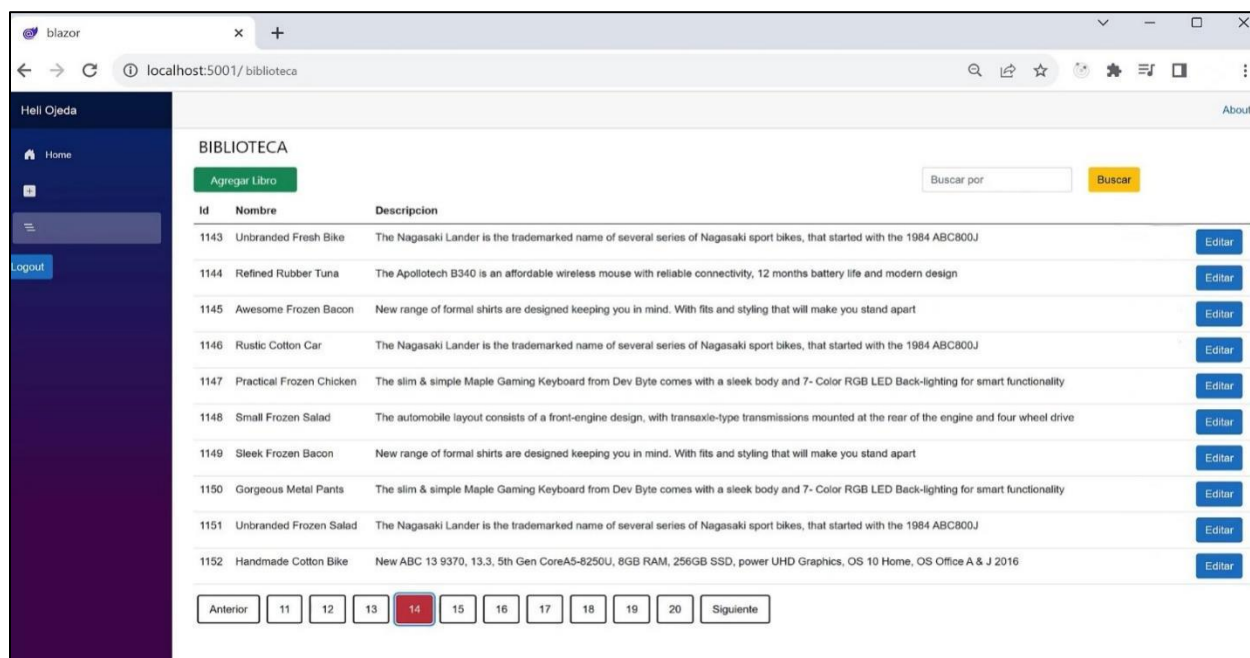 blazor
localhost:5001/ biblioteca
Heli Ojeda
About
Home
Logout
BIBLIOTECA
Agregar Libro
Buscar por
Buscar
Id Nombre Descripcion
1143 Unbranded Fresh Bike The Nagasaki Lander is the trademarked name of several series of Nagasaki sport bikes, that started with the 1984 ABC800J Editar
1144 Refined Rubber Tuna The Apollotech B340 is an affordable wireless mouse with reliable connectivity, 12 months battery life and modern design Editar
1145 Awesome Frozen Bacon New range of formal shirts are designed keeping you in mind. With fits and styling that will make you stand apart Editar
1146 Rustic Cotton Car The Nagasaki Lander is the trademarked name of several series of Nagasaki sport bikes, that started with the 1984 ABC800J Editar
1147 Practical Frozen Chicken The slim & simple Maple Gaming Keyboard from Dev Byte comes with a sleek body and 7- Color RGB LED Back-lighting for smart functionality Editar
1148 Small Frozen Salad The automobile layout consists of a front-engine design, with transaxle-type transmissions mounted at the rear of the engine and four wheel drive Editar
1149 Sleek Frozen Bacon New range of formal shirts are designed keeping you in mind. With fits and styling that will make you stand apart Editar
1150 Gorgeous Metal Pants The slim & simple Maple Gaming Keyboard from Dev Byte comes with a sleek body and 7- Color RGB LED Back-lighting for smart functionality Editar
1151 Unbranded Frozen Salad The Nagasaki Lander is the trademarked name of several series of Nagasaki sport bikes, that started with the 1984 ABC800J Editar
1152 Handmade Cotton Bike New ABC 13 9370, 13.3, 5th Gen CoreA5-8250U, 8GB RAM, 256GB SSD, power UHD Graphics, OS 10 Home, OS Office A & J 2016 Editar
Anterior 11 12 13 14 15 16 17 18 19 20 Siguiente